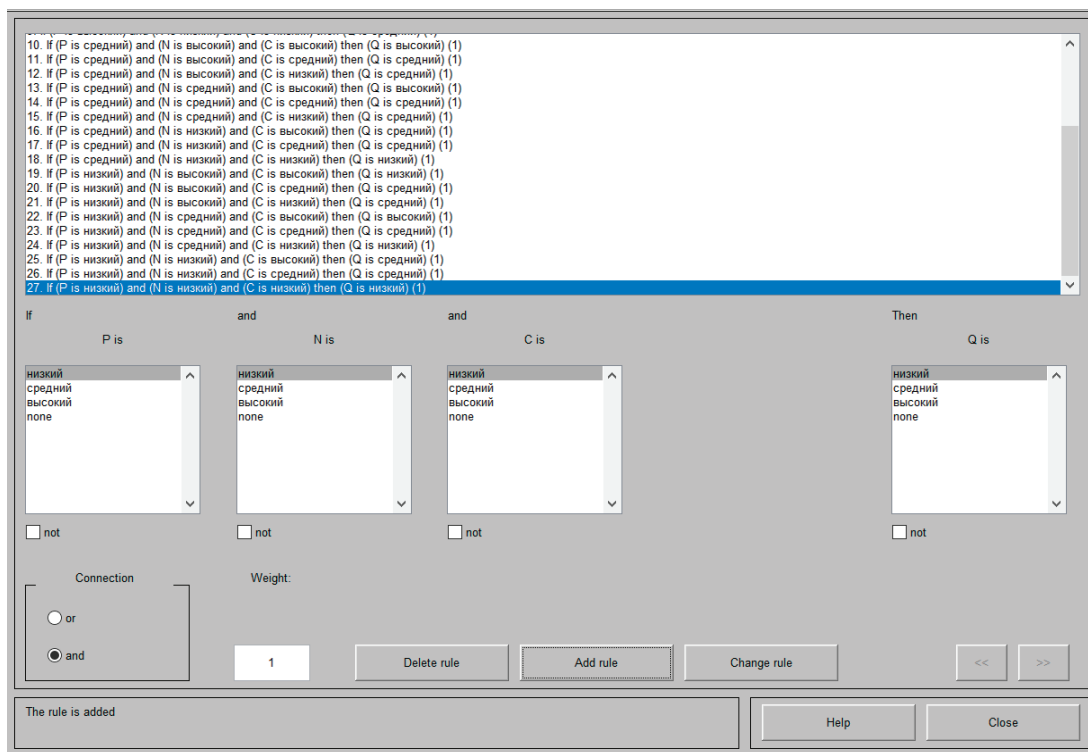 10. If (P is средний) and (N is высокий) and (C is высокий) then (Q is высокий) (1)
11. If (P is средний) and (N is высокий) and (C is средний) then (Q is средний) (1)
12. If (P is средний) and (N is высокий) and (C is низкий) then (Q is средний) (1)
13. If (P is средний) and (N is средний) and (C is высокий) then (Q is высокий) (1)
14. If (P is средний) and (N is средний) and (C is средний) then (Q is средний) (1)
15. If (P is средний) and (N is средний) and (C is низкий) then (Q is средний) (1)
16. If (P is средний) and (N is низкий) and (C is высокий) then (Q is средний) (1)
17. If (P is средний) and (N is низкий) and (C is средний) then (Q is средний) (1)
18. If (P is средний) and (N is низкий) and (C is низкий) then (Q is низкий) (1)
19. If (P is низкий) and (N is высокий) and (C is высокий) then (Q is низкий) (1)
20. If (P is низкий) and (N is высокий) and (C is средний) then (Q is средний) (1)
21. If (P is низкий) and (N is высокий) and (C is низкий) then (Q is средний) (1)
22. If (P is низкий) and (N is средний) and (C is высокий) then (Q is высокий) (1)
23. If (P is низкий) and (N is средний) and (C is средний) then (Q is средний) (1)
24. If (P is низкий) and (N is средний) and (C is низкий) then (Q is низкий) (1)
25. If (P is низкий) and (N is низкий) and (C is высокий) then (Q is средний) (1)
26. If (P is низкий) and (N is низкий) and (C is средний) then (Q is средний) (1)
27. If (P is низкий) and (N is низкий) and (C is низкий) then (Q is низкий) (1)
If and and Then
P is N is C is Q is
низкий низкий низкий низкий
средний средний средний средний
высокий высокий высокий высокий
none none none none
not not not not
Connection Weight:
or
and 1 Delete rule Add rule Change rule << >>
The rule is added Help Close